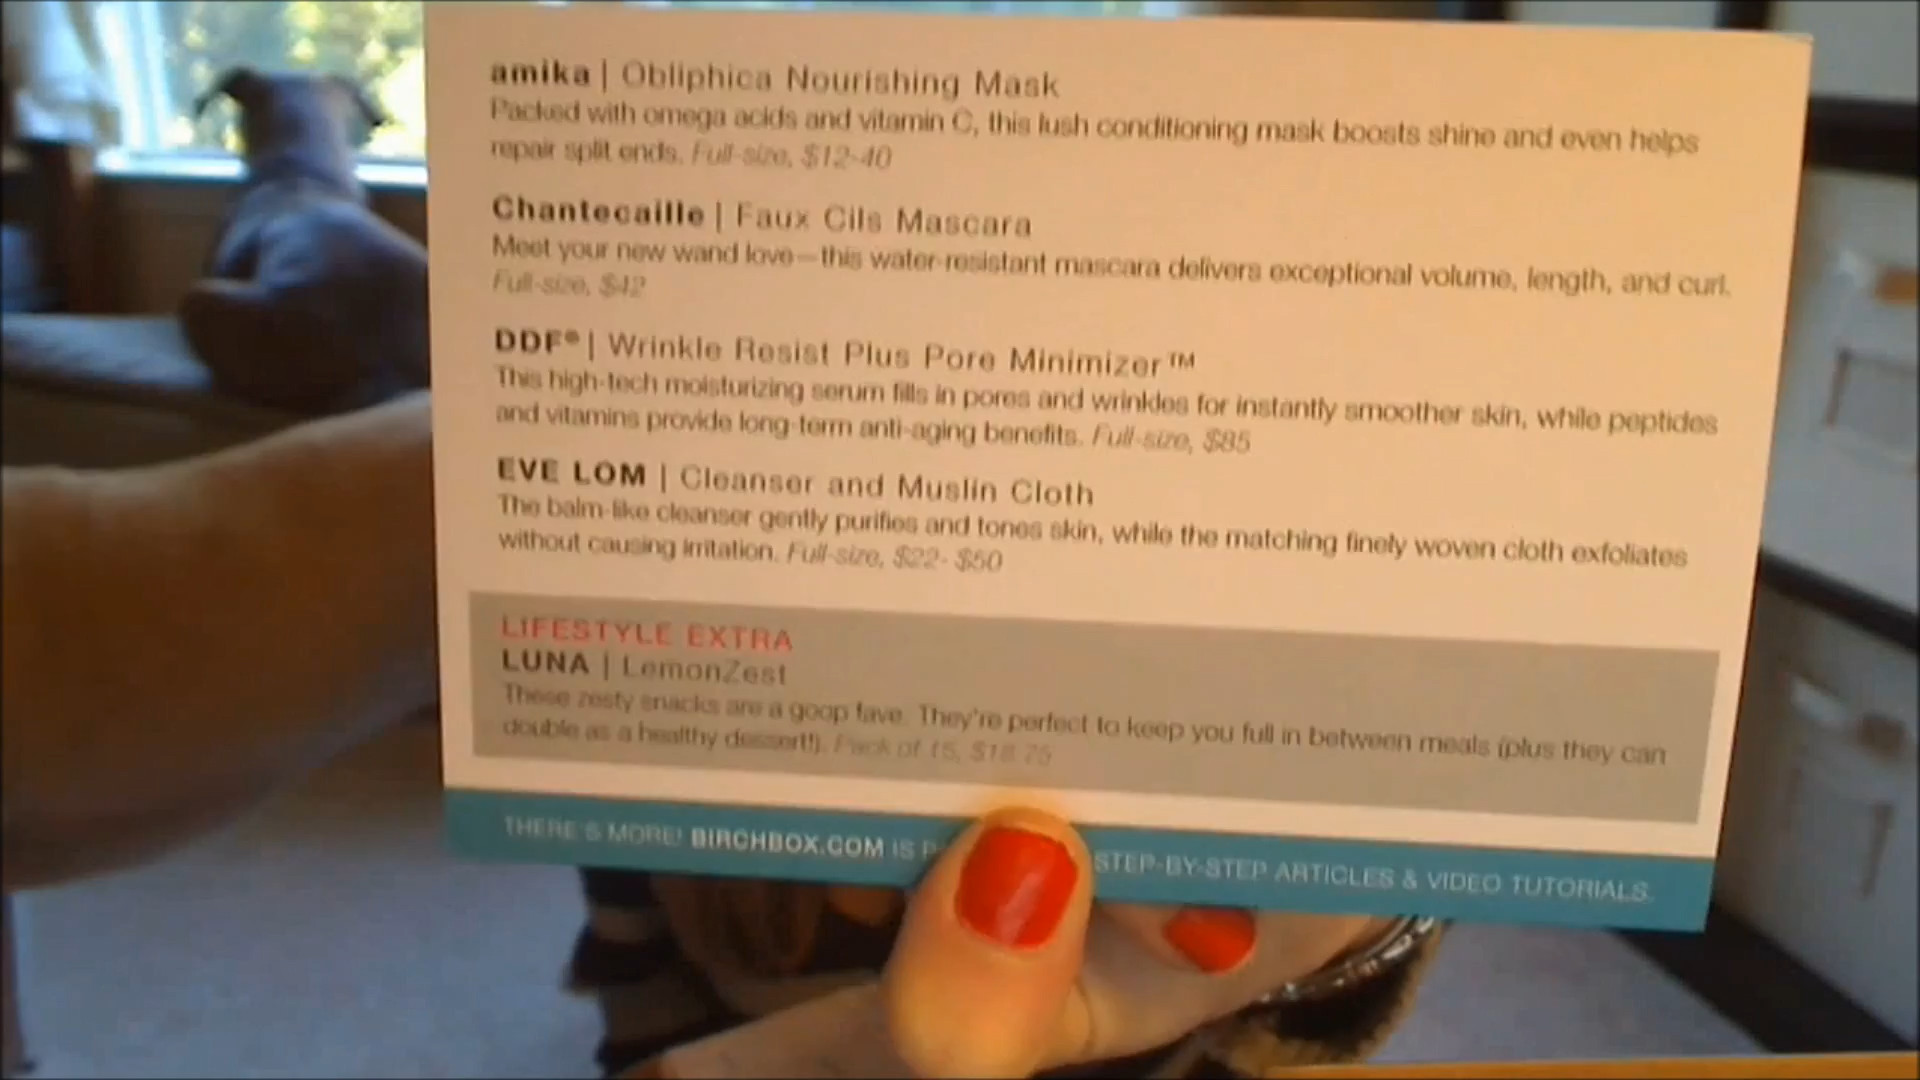 amika | Obliphica Nourishing Mask
Packed with omega acids and vitamin C, this lush conditioning mask boosts shine and even helps
repair split ends. Full-size, $12-40
Chantecaille | Faux Cils Mascara
Meet your new wand love—this water-resistant mascara delivers exceptional volume, length, and curl.
Full-size, $42
DDF® | Wrinkle Resist Plus Pore Minimizer™
This high-tech moisturizing serum fills in pores and wrinkles for instantly smoother skin, while peptides
and vitamins provide long-term anti-aging benefits. Full-size, $85
EVE LOM | Cleanser and Muslin Cloth
The balm-like cleanser gently purifies and tones skin, while the matching finely woven cloth exfoliates
without causing irritation. Full-size, $22- $50
LIFESTYLE EXTRA
LUNA | LemonZest
These zesty snacks are a goop fave. They're perfect to keep you full in between meals (plus they can
double as a healthy dessert!). Pack of 15, $18.75
THERE'S MORE! BIRCHBOX.COM IS STEP-BY-STEP ARTICLES & VIDEO TUTORIALS.